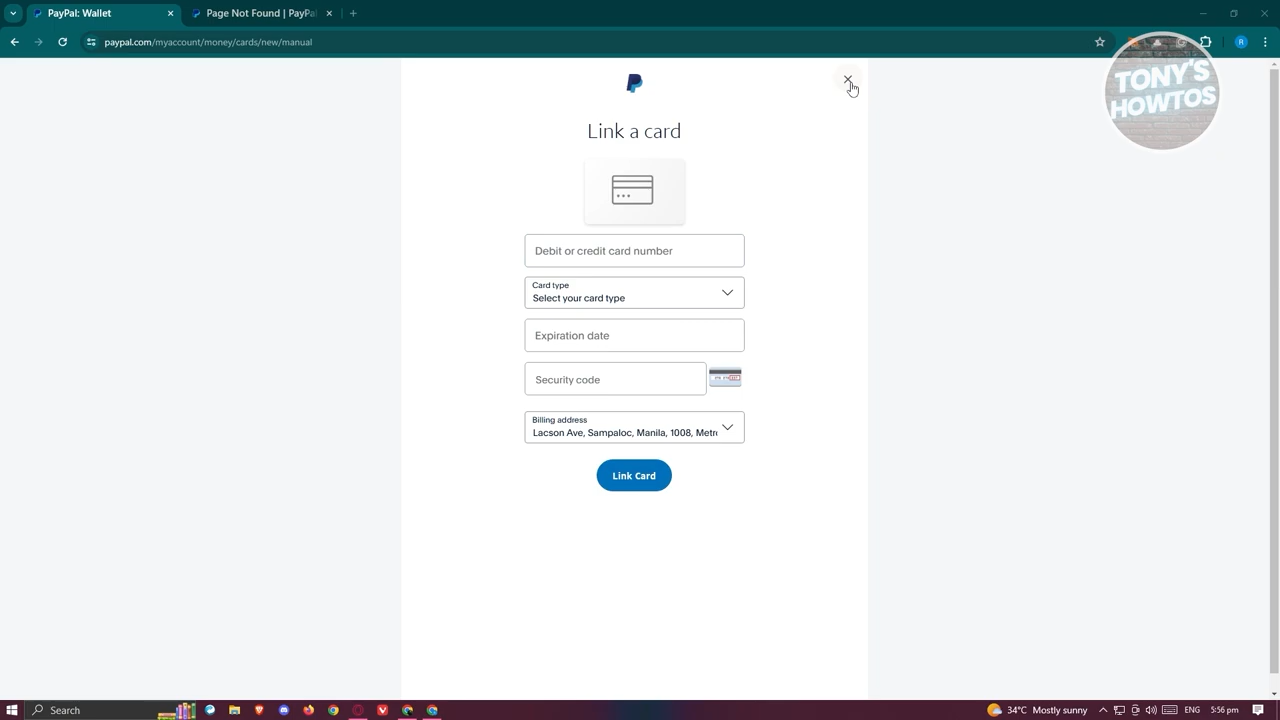 PayPal: Wallet
Page Not Found | PayPal
paypal.com/myaccount/money/cards/new/manual
TONY'S
HOWTOS
Link a card
Debit or credit card number
Card type
Select your card type
Expiration date
Security code
Billing address
Lacson Ave, Sampaloc, Manila, 1008, Metr
Link Card
Search
34°C Mostly sunny
ENG
5:56 pm
R